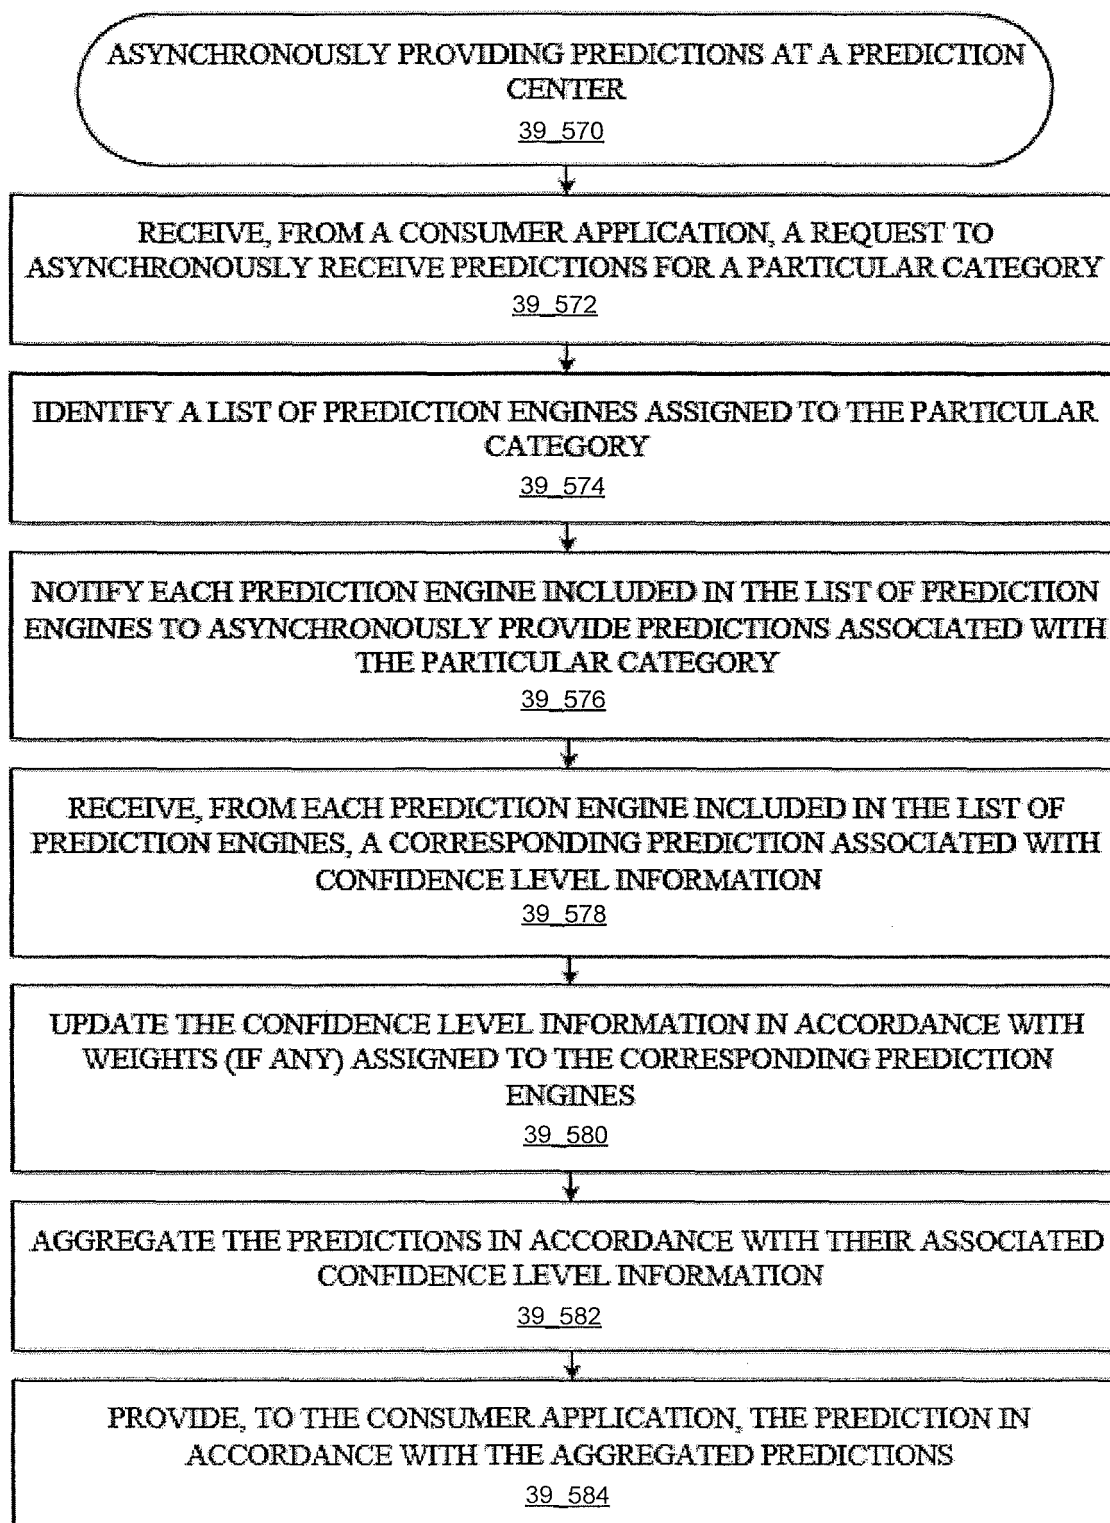 ASYNCHRONOUSLY PROVIDING PREDICTIONS AT A PREDICTION
CENTER
39_570
RECEIVE, FROM A CONSUMER APPLICATION, A REQUEST TO
ASYNCHRONOUSLY RECEIVE PREDICTIONS FOR A PARTICULAR CATEGORY
39_572
IDENTIFY A LIST OF PREDICTION ENGINES ASSIGNED TO THE PARTICULAR
CATEGORY
39_574
NOTIFY EACH PREDICTION ENGINE INCLUDED IN THE LIST OF PREDICTION
ENGINES TO ASYNCHRONOUSLY PROVIDE PREDICTIONS ASSOCIATED WITH
THE PARTICULAR CATEGORY
39_576
RECEIVE, FROM EACH PREDICTION ENGINE INCLUDED IN THE LIST OF
PREDICTION ENGINES, A CORRESPONDING PREDICTION ASSOCIATED WITH
CONFIDENCE LEVEL INFORMATION
39_578
UPDATE THE CONFIDENCE LEVEL INFORMATION IN ACCORDANCE WITH
WEIGHTS (IF ANY) ASSIGNED TO THE CORRESPONDING PREDICTION
ENGINES
39_580
AGGREGATE THE PREDICTIONS IN ACCORDANCE WITH THEIR ASSOCIATED
CONFIDENCE LEVEL INFORMATION
39_582
PROVIDE, TO THE CONSUMER APPLICATION, THE PREDICTION IN
ACCORDANCE WITH THE AGGREGATED PREDICTIONS
39_584